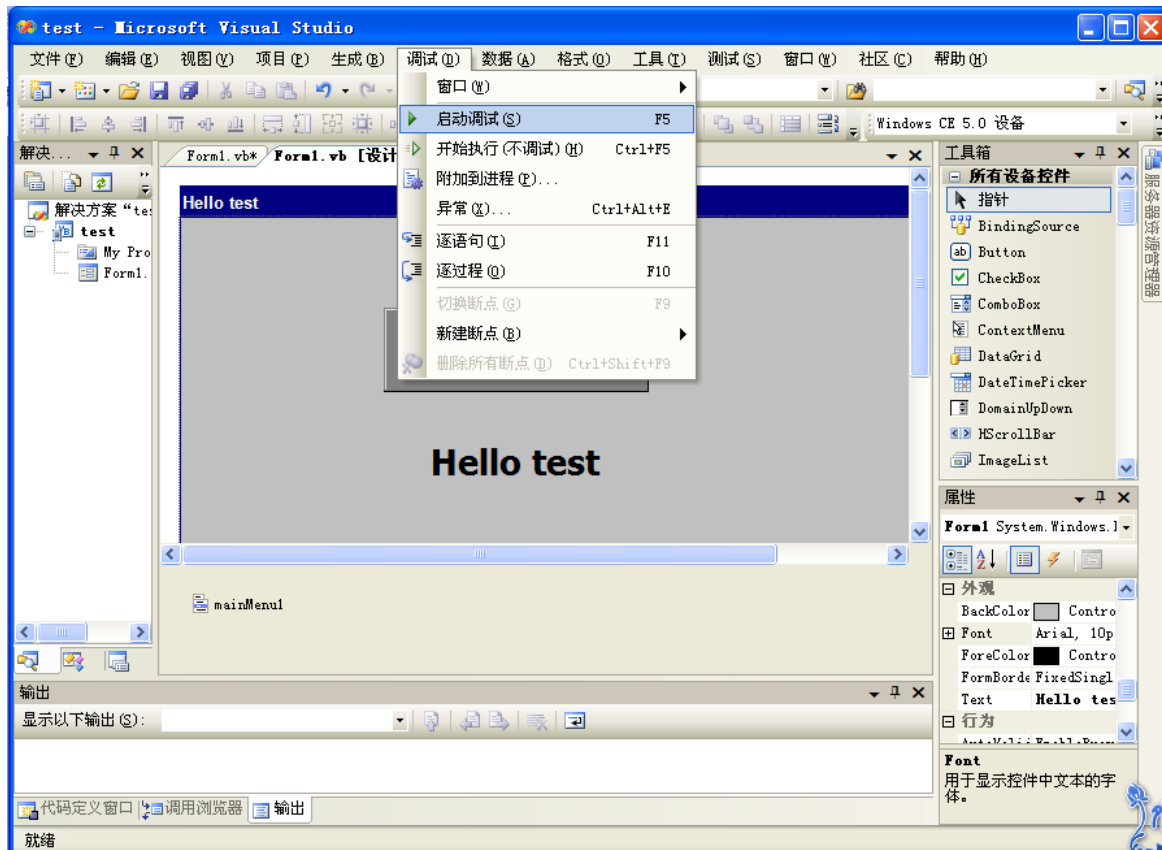 test - Microsoft Visual Studio
文件(F) 编辑(E) 视图(V) 项目(P) 生成(B) 调试(D) 数据(A) 格式(O) 工具(T) 测试(S) 窗口(W) 社区(C) 帮助(H)
窗口(W)
启动调试(S) F5
开始执行(不调试)(H) Ctrl+F5
附加到进程(P)...
异常(X)... Ctrl+Alt+E
逐语句(I) F11
逐过程(O) F10
切换断点(G) F9
新建断点(B)
删除所有断点(D) Ctrl+Shift+F9
Windows CE 5.0 设备
解决...
解决方案 “te
test
My Pro
Form1.
Form1.vb* Form1.vb [设计
Hello test
Hello test
mainMenu1
工具箱
所有设备控件
指针
BindingSource
Button
CheckBox
ComboBox
ContextMenu
DataGrid
DateTimePicker
DomainUpDown
HScrollBar
ImageList
服务器资源管理器
属性
Form1 System.Windows.
外观
BackColor Contro
Font Arial, 10p
ForeColor Contro
FormBorde FixedSingl
Text Hello tes
行为
Font
用于显示控件中文本的字
体。
输出
显示以下输出(S):
代码定义窗口 调用浏览器 输出
就绪